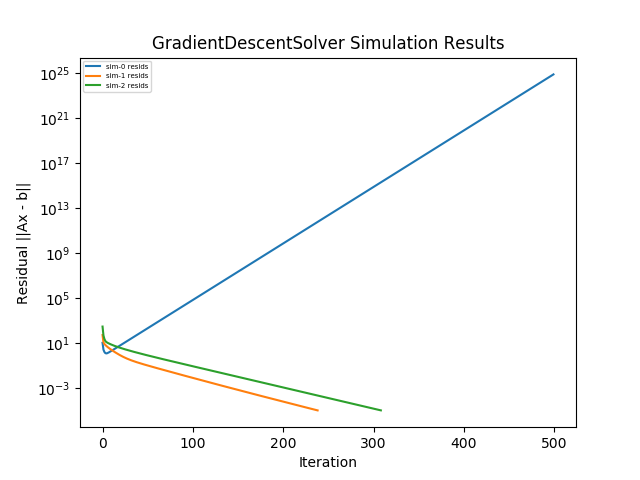 GradientDescentSolver Simulation Results
sim-0 resids
sim-1 resids
sim-2 resids
Residual ||Ax - b||
10^25
10^21
10^17
10^13
10^9
10^5
10^1
10^−3
0 100 200 300 400 500
Iteration